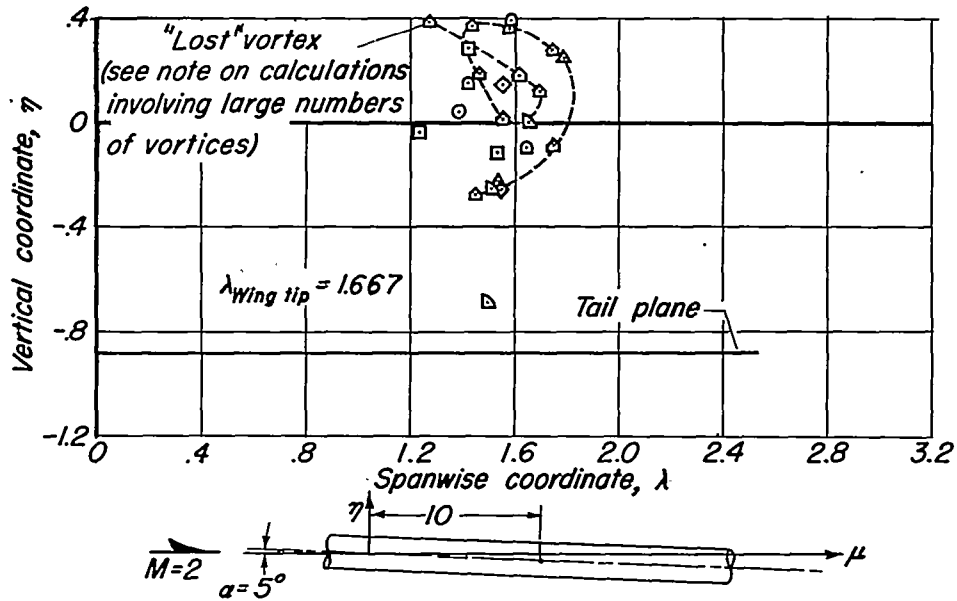 .4
"Lost" vortex
(see note on calculations
involving large numbers
of vortices)
0
-.4
λWing tip = 1.667
Tail plane
-.8
-1.2
Vertical coordinate, η
0 .4 .8 1.2 1.6 2.0 2.4 2.8 3.2
Spanwise coordinate, λ
η
10
μ
M=2
α=5°